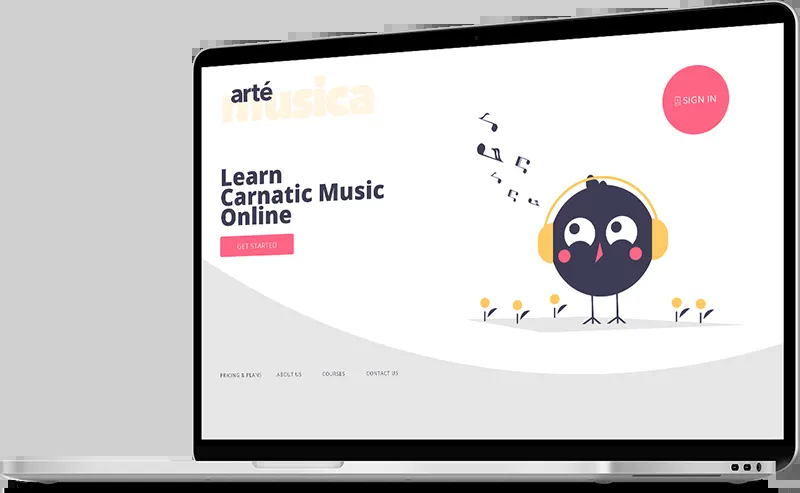 arté
musica
SIGN IN
Learn
Carnatic Music
Online
GET STARTED
PRICING & PLANS ABOUT US COURSES CONTACT US